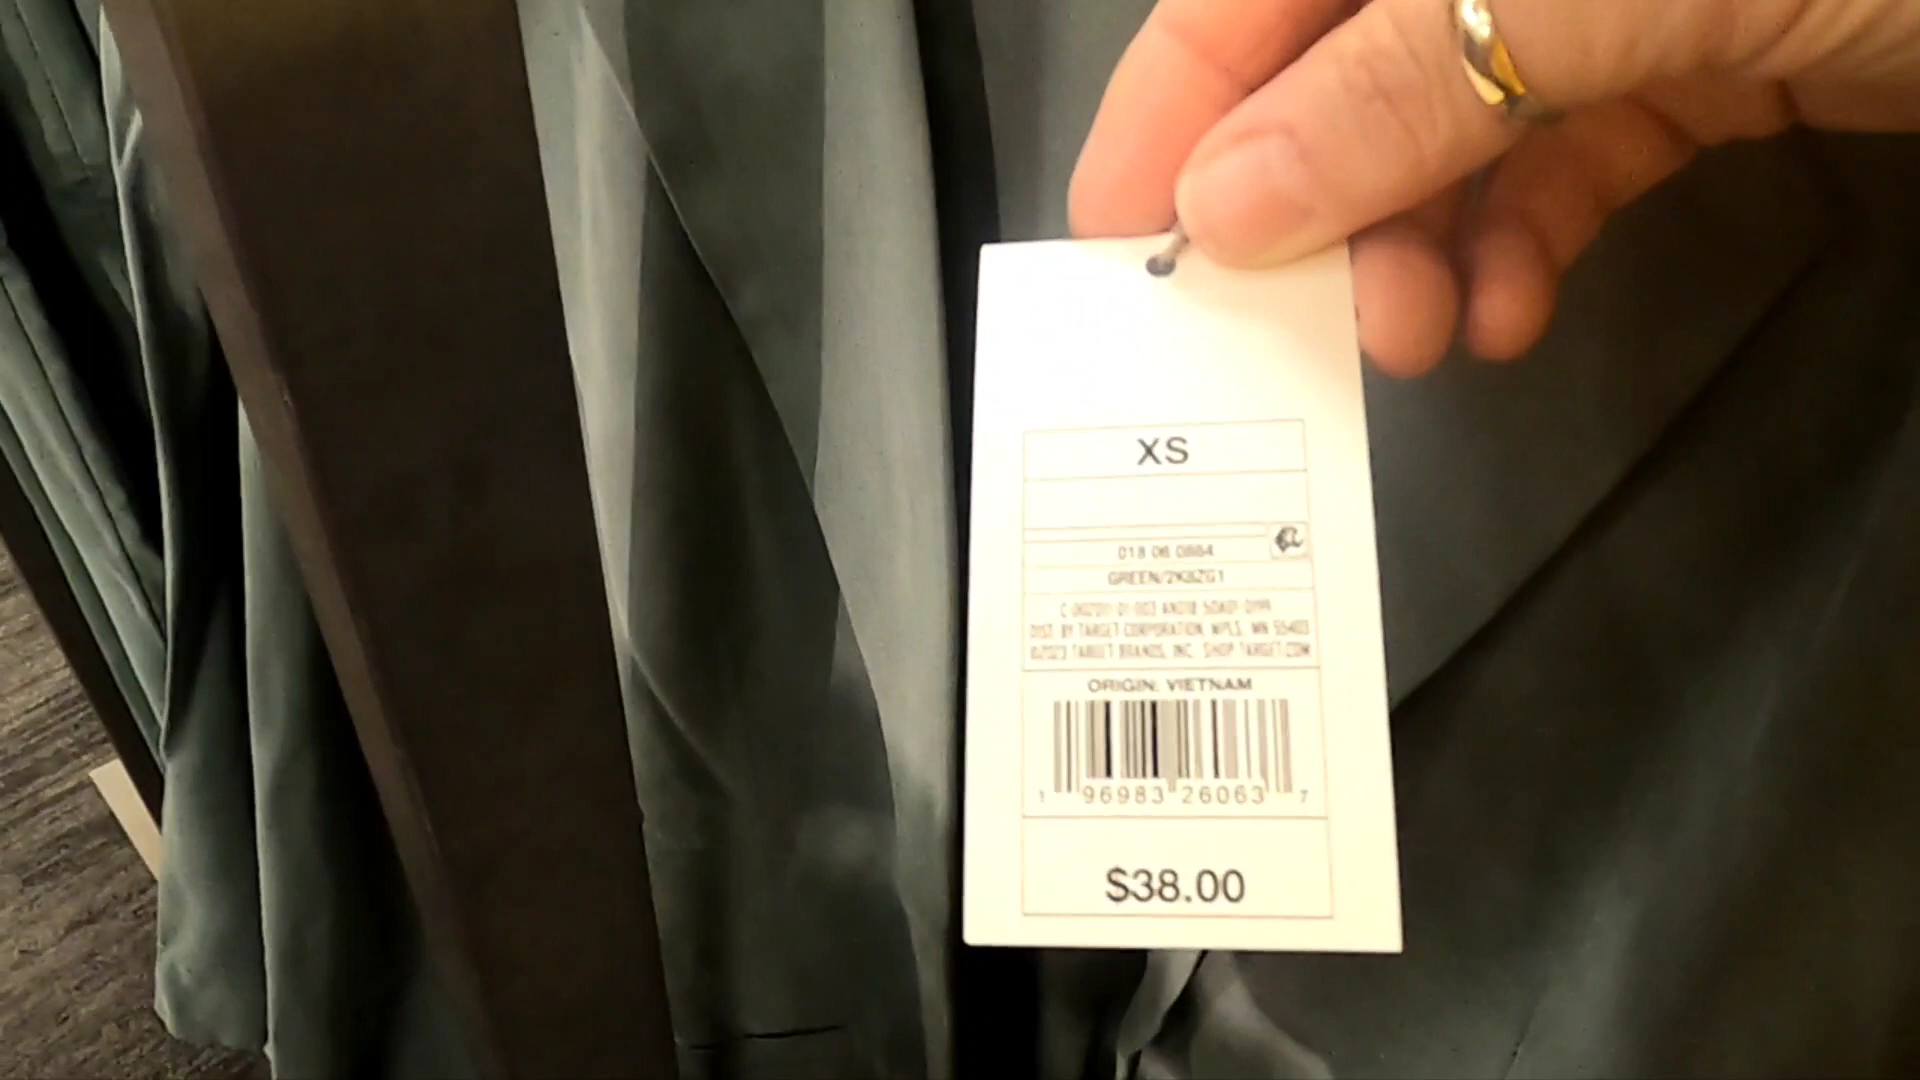 XS
018 06 0884
GREEN/2K8ZG1
DIST. BY TARGET CORPORATION, MPLS, MN 55403
©2023 TARGET BRANDS, INC. SHOP TARGET.COM
ORIGIN: VIETNAM
1 96983 26063 7
$38.00